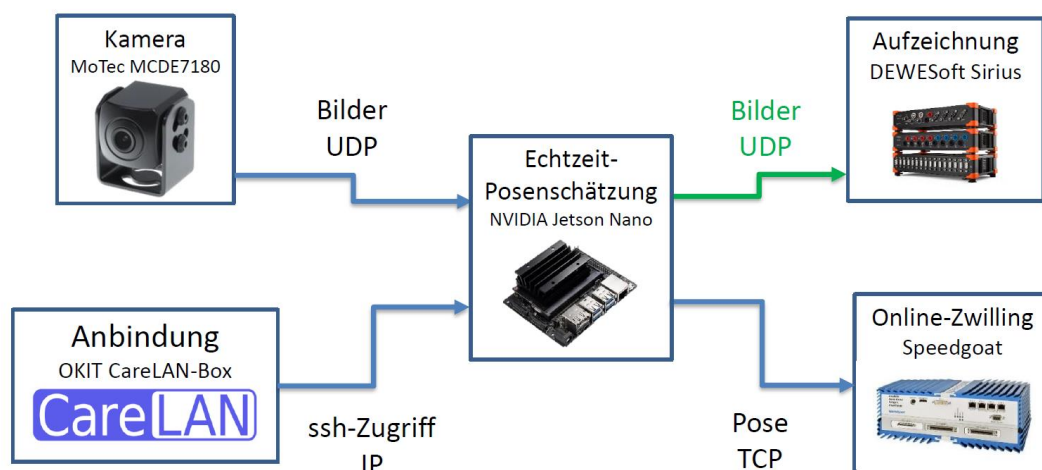 Kamera
MoTec MCDE7180
Bilder
UDP
Echtzeit-
Posenschätzung
NVIDIA Jetson Nano
Bilder
UDP
Aufzeichnung
DEWESoft Sirius
Anbindung
OKIT CareLAN-Box
CareLAN
ssh-Zugriff
IP
Pose
TCP
Online-Zwilling
Speedgoat